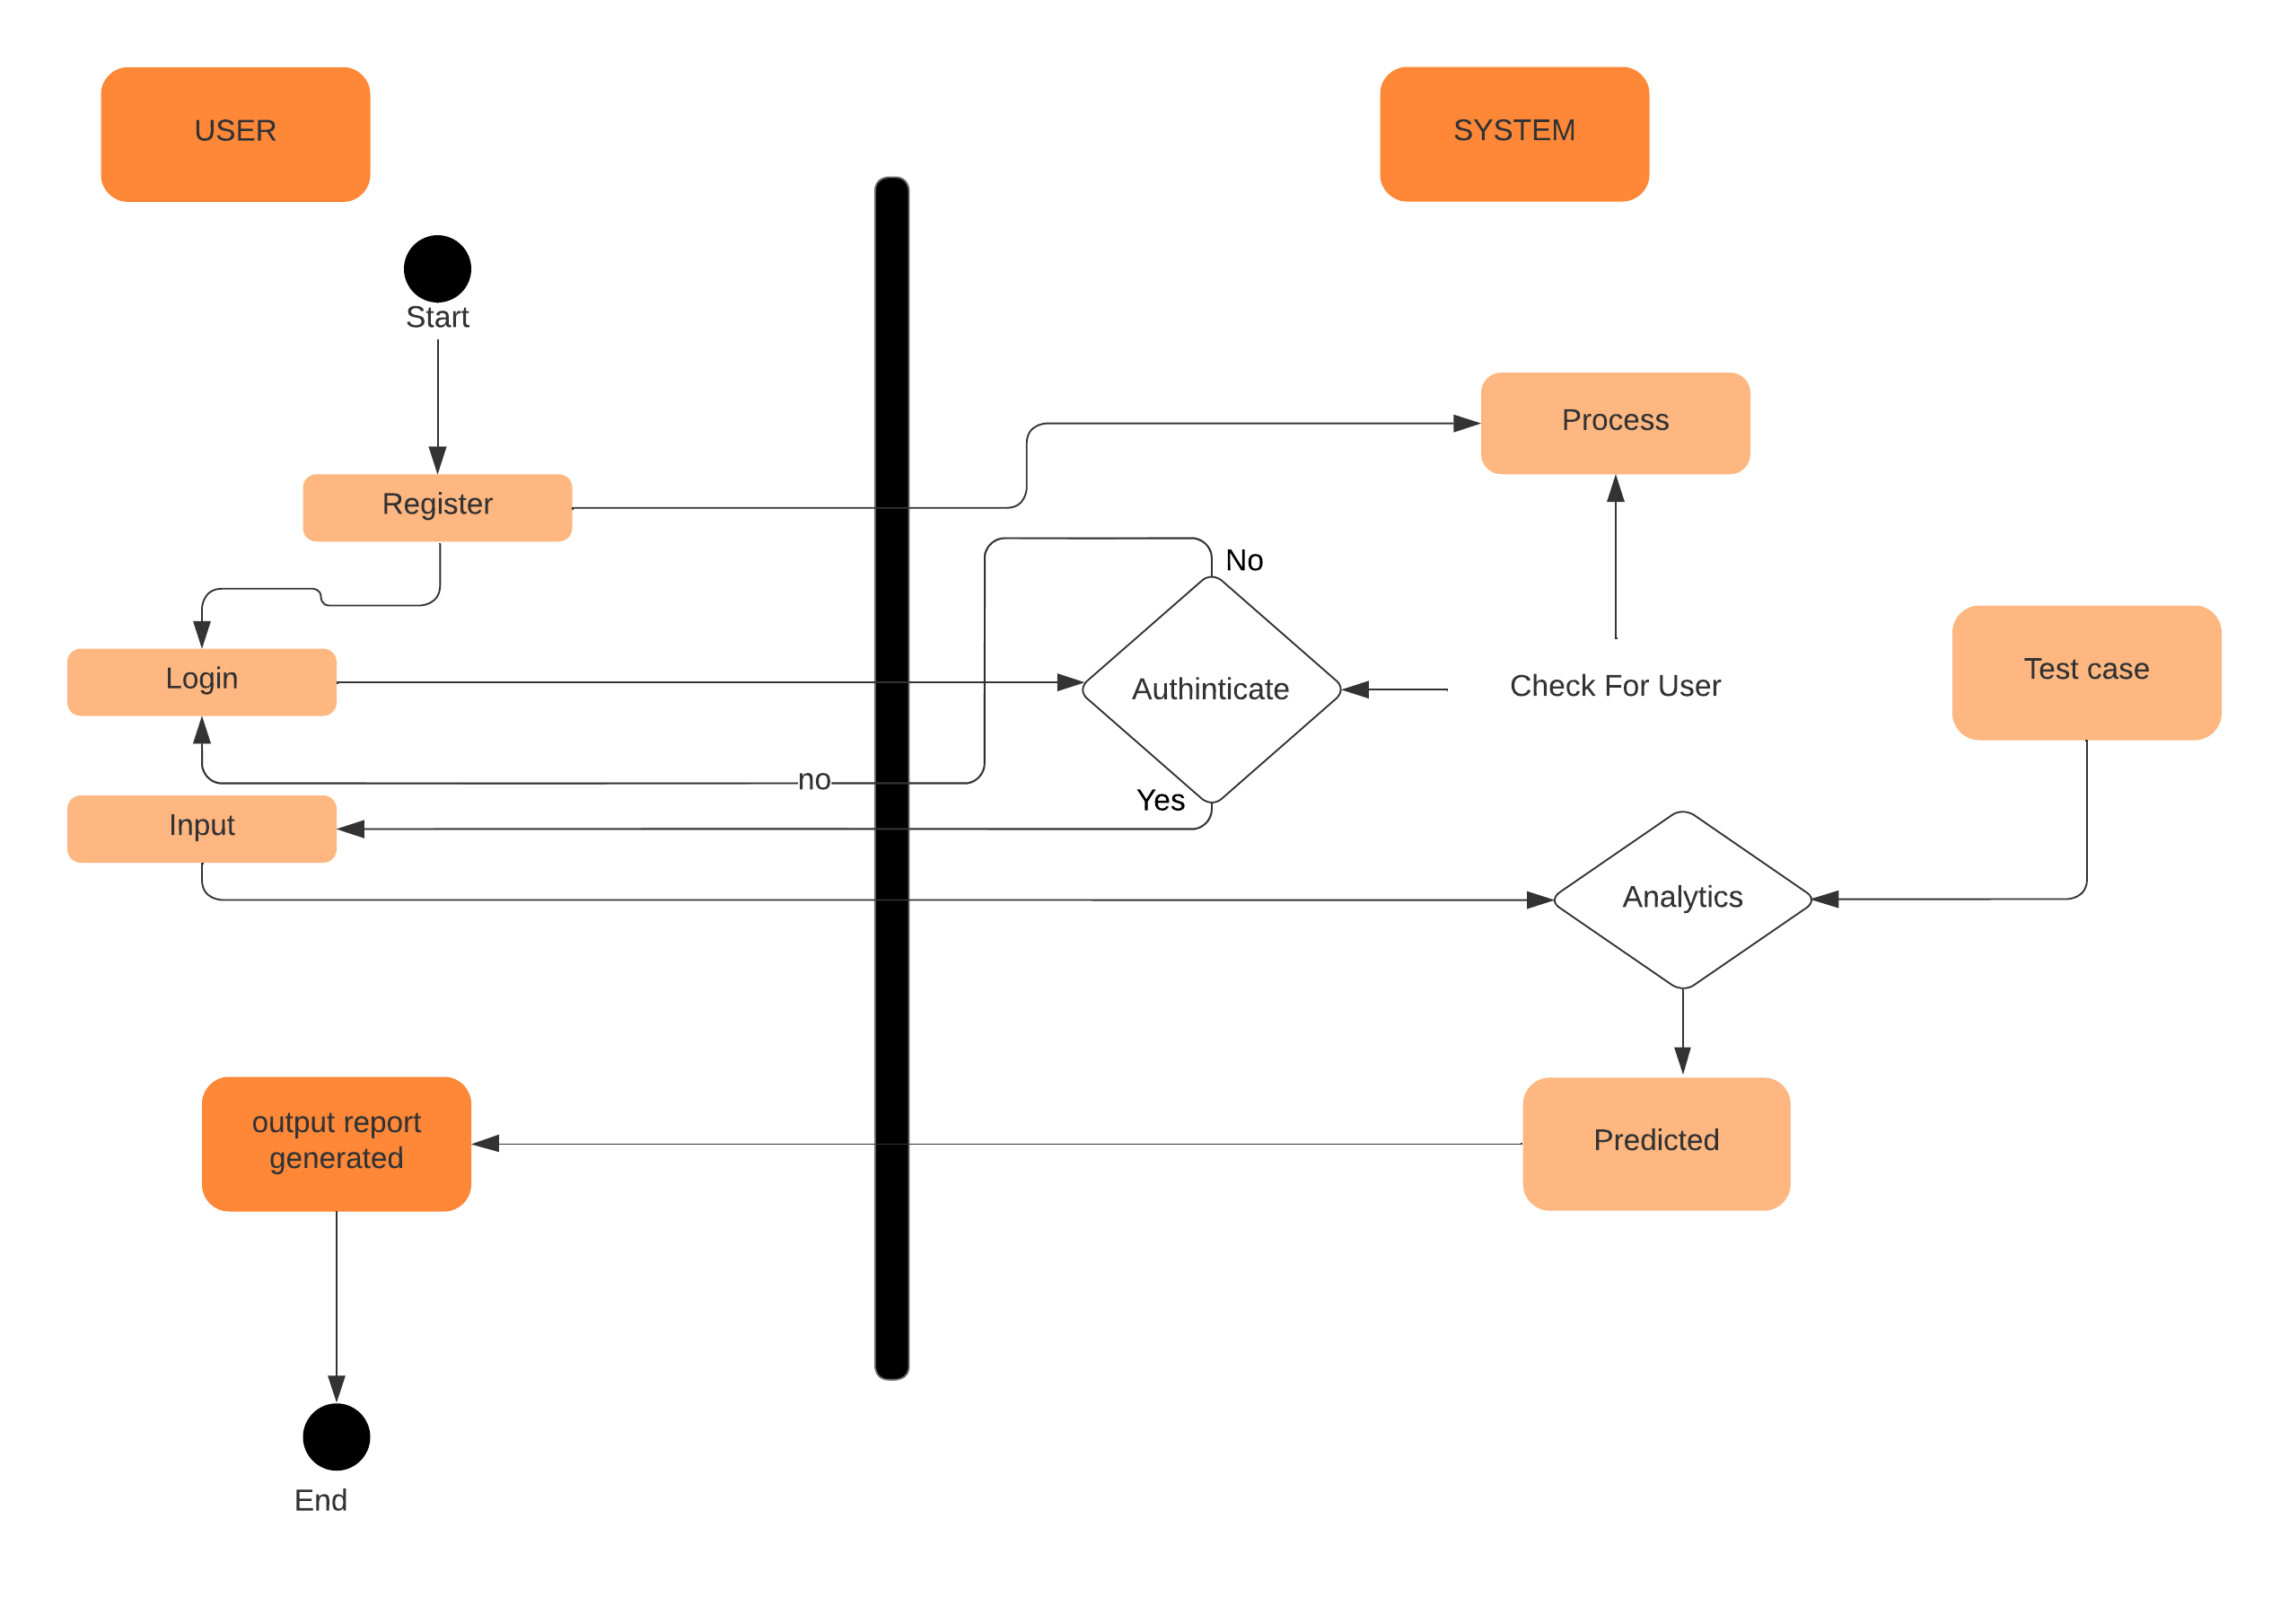 USER
SYSTEM
Start
Process
Register
No
Login
Authinticate
Check For User
Test case
no
Yes
Input
Analytics
output report
generated
Predicted
End